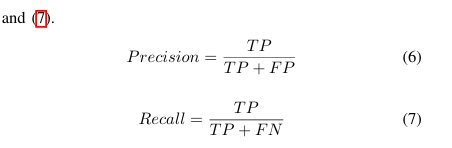 and (7).
Precision = TP / TP + FP (6)
Recall = TP / TP + FN (7)